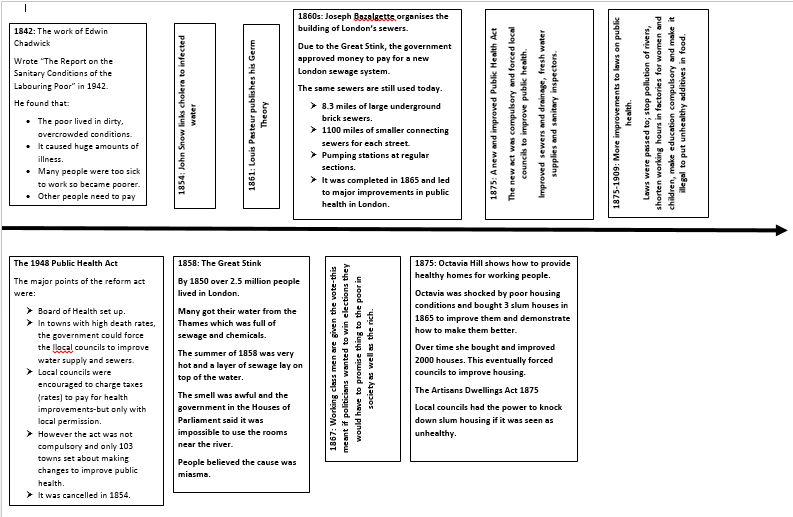 1842: The work of Edwin
Chadwick
Wrote "The Report on the
Sanitary Conditions of the
Labouring Poor" in 1942.
He found that:
• The poor lived in dirty,
overcrowded conditions.
• It caused huge amounts of
illness.
• Many people were too sick
to work so became poorer.
• Other people need to pay
1854: John Snow links cholera to infected
water
1861: Louis Pasteur publishes his Germ
Theory
1860s: Joseph Bazalgette organises the
building of London's sewers.
Due to the Great Stink, the government
approved money to pay for a new
London sewage system.
The same sewers are still used today.
➢ 8.3 miles of large underground
brick sewers.
➢ 1100 miles of smaller connecting
sewers for each street.
➢ Pumping stations at regular
sections.
➢ It was completed in 1865 and led
to major improvements in public
health in London.
1875: A new and improved Public Health Act
The new act was compulsory and forced local
councils to improve public health.
Improved sewers and drainage, fresh water
supplies and sanitary inspectors.
1875-1909: More improvements to laws on public
health.
Laws were passed to; stop pollution of rivers,
shorten working hours in factories for women and
children, make education compulsory and make it
illegal to put unhealthy additives in food.
The 1948 Public Health Act
The major points of the reform act
were:
➢ Board of Health set up.
➢ In towns with high death rates,
the government could force
the llocal councils to improve
water supply and sewers.
➢ Local councils were
encouraged to charge taxes
(rates) to pay for health
improvements-but only with
local permission.
➢ However the act was not
compulsory and only 103
towns set about making
changes to improve public
health.
➢ It was cancelled in 1854.
1858: The Great Stink
By 1850 over 2.5 million people
lived in London.
Many got their water from the
Thames which was full of
sewage and chemicals.
The summer of 1858 was very
hot and a layer of sewage lay on
top of the water.
The smell was awful and the
government in the Houses of
Parliament said it was
impossible to use the rooms
near the river.
People believed the cause was
miasma.
1867: Working class men are given the vote-this
meant if politicians wanted to win elections they
would have to promise thing to the poor in
society as well as the rich.
1875: Octavia Hill shows how to provide
healthy homes for working people.
Octavia was shocked by poor housing
conditions and bought 3 slum houses in
1865 to improve them and demonstrate
how to make them better.
Over time she bought and improved
2000 houses. This eventually forced
councils to improve housing.
The Artisans Dwellings Act 1875
Local councils had the power to knock
down slum housing if it was seen as
unhealthy.